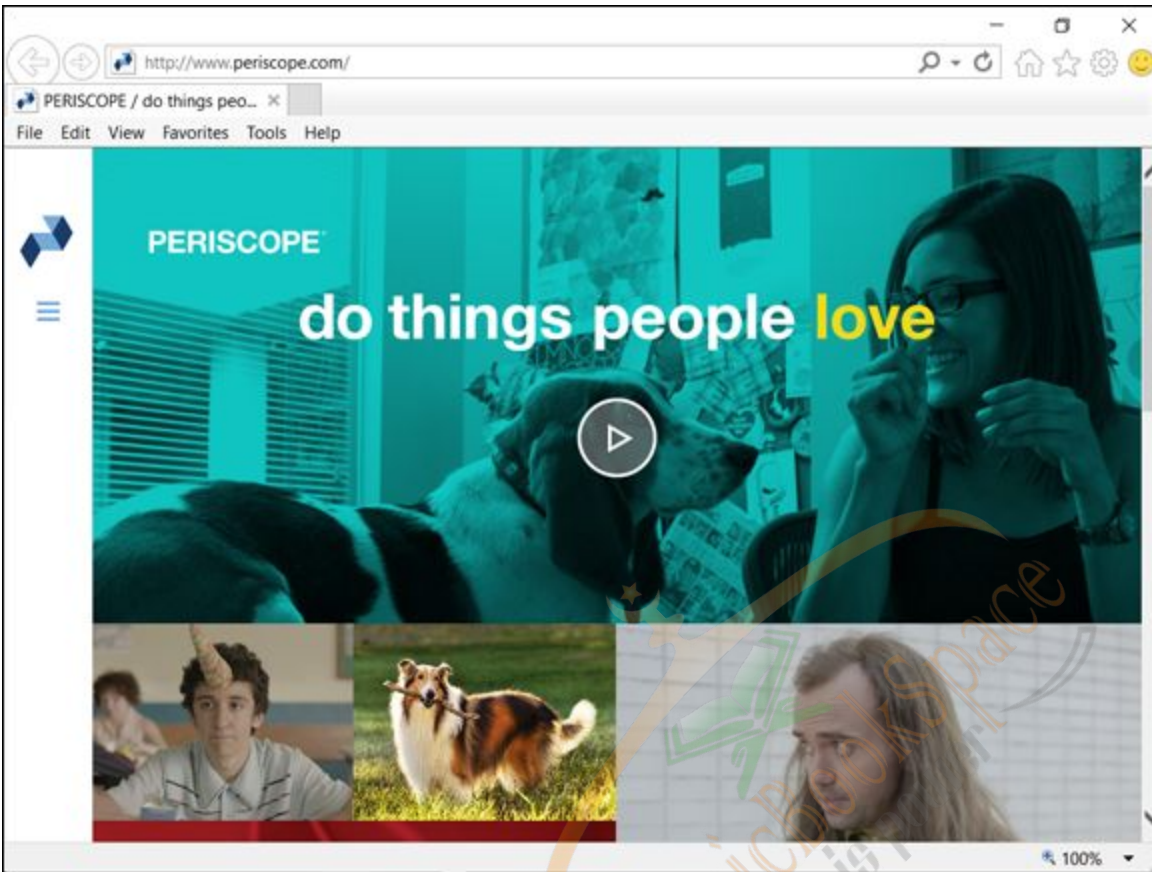 http://www.periscope.com/
PERISCOPE / do things peo...
File Edit View Favorites Tools Help
PERISCOPE
do things people love
100%